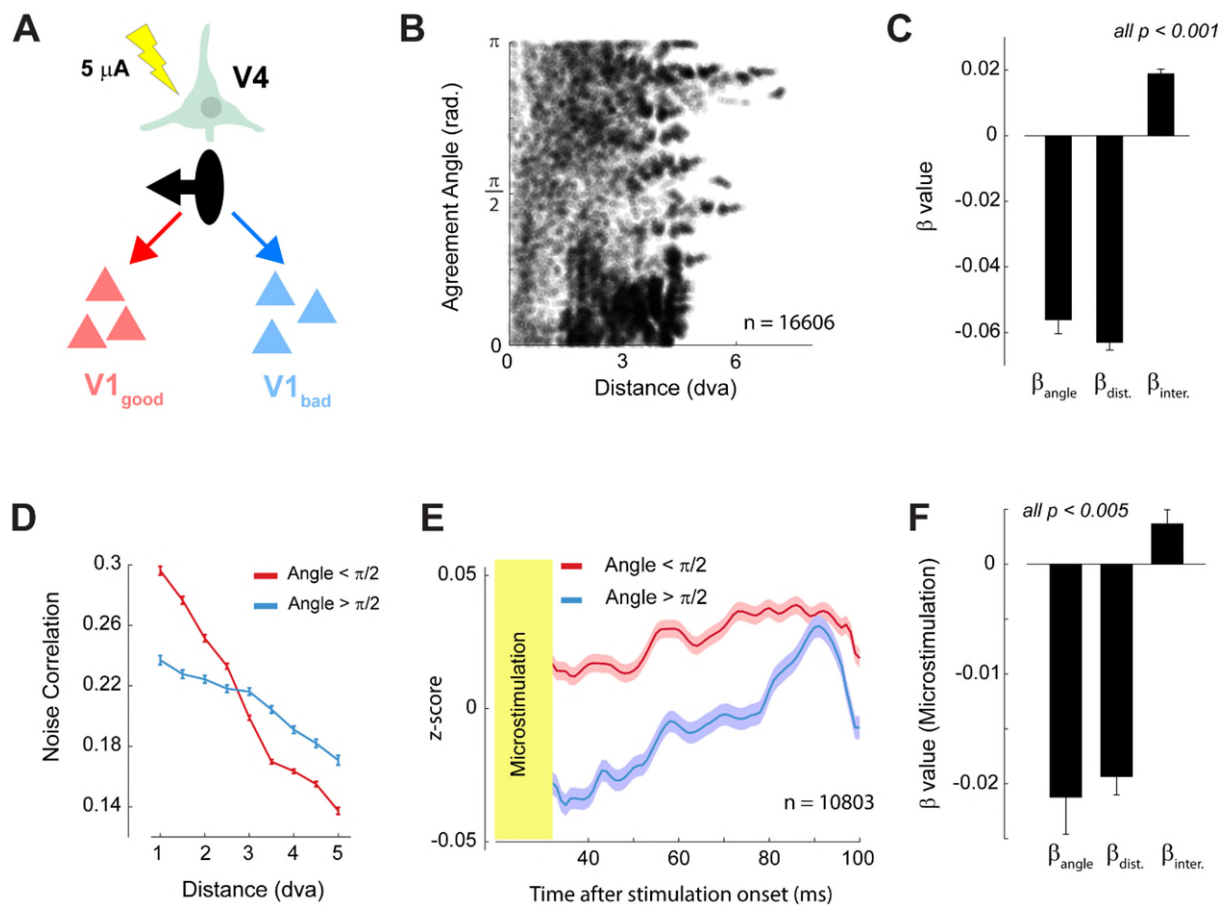 A
5 μA
V4
V1good
V1bad
B
Agreement Angle (rad.)
π
π
2
0
0
3
6
n = 16606
Distance (dva)
C
all p < 0.001
β value
0.02
0
-0.02
-0.04
-0.06
βangle
βdist.
βinter.
D
Noise Correlation
0.3
0.26
0.22
0.18
0.14
Angle < π/2
Angle > π/2
1
2
3
4
5
Distance (dva)
E
z-score
0.05
0
-0.05
Microstimulation
Angle < π/2
Angle > π/2
n = 10803
40
60
80
100
Time after stimulation onset (ms)
F
all p < 0.005
β value (Microstimulation)
0
-0.01
-0.02
βangle
βdist.
βinter.